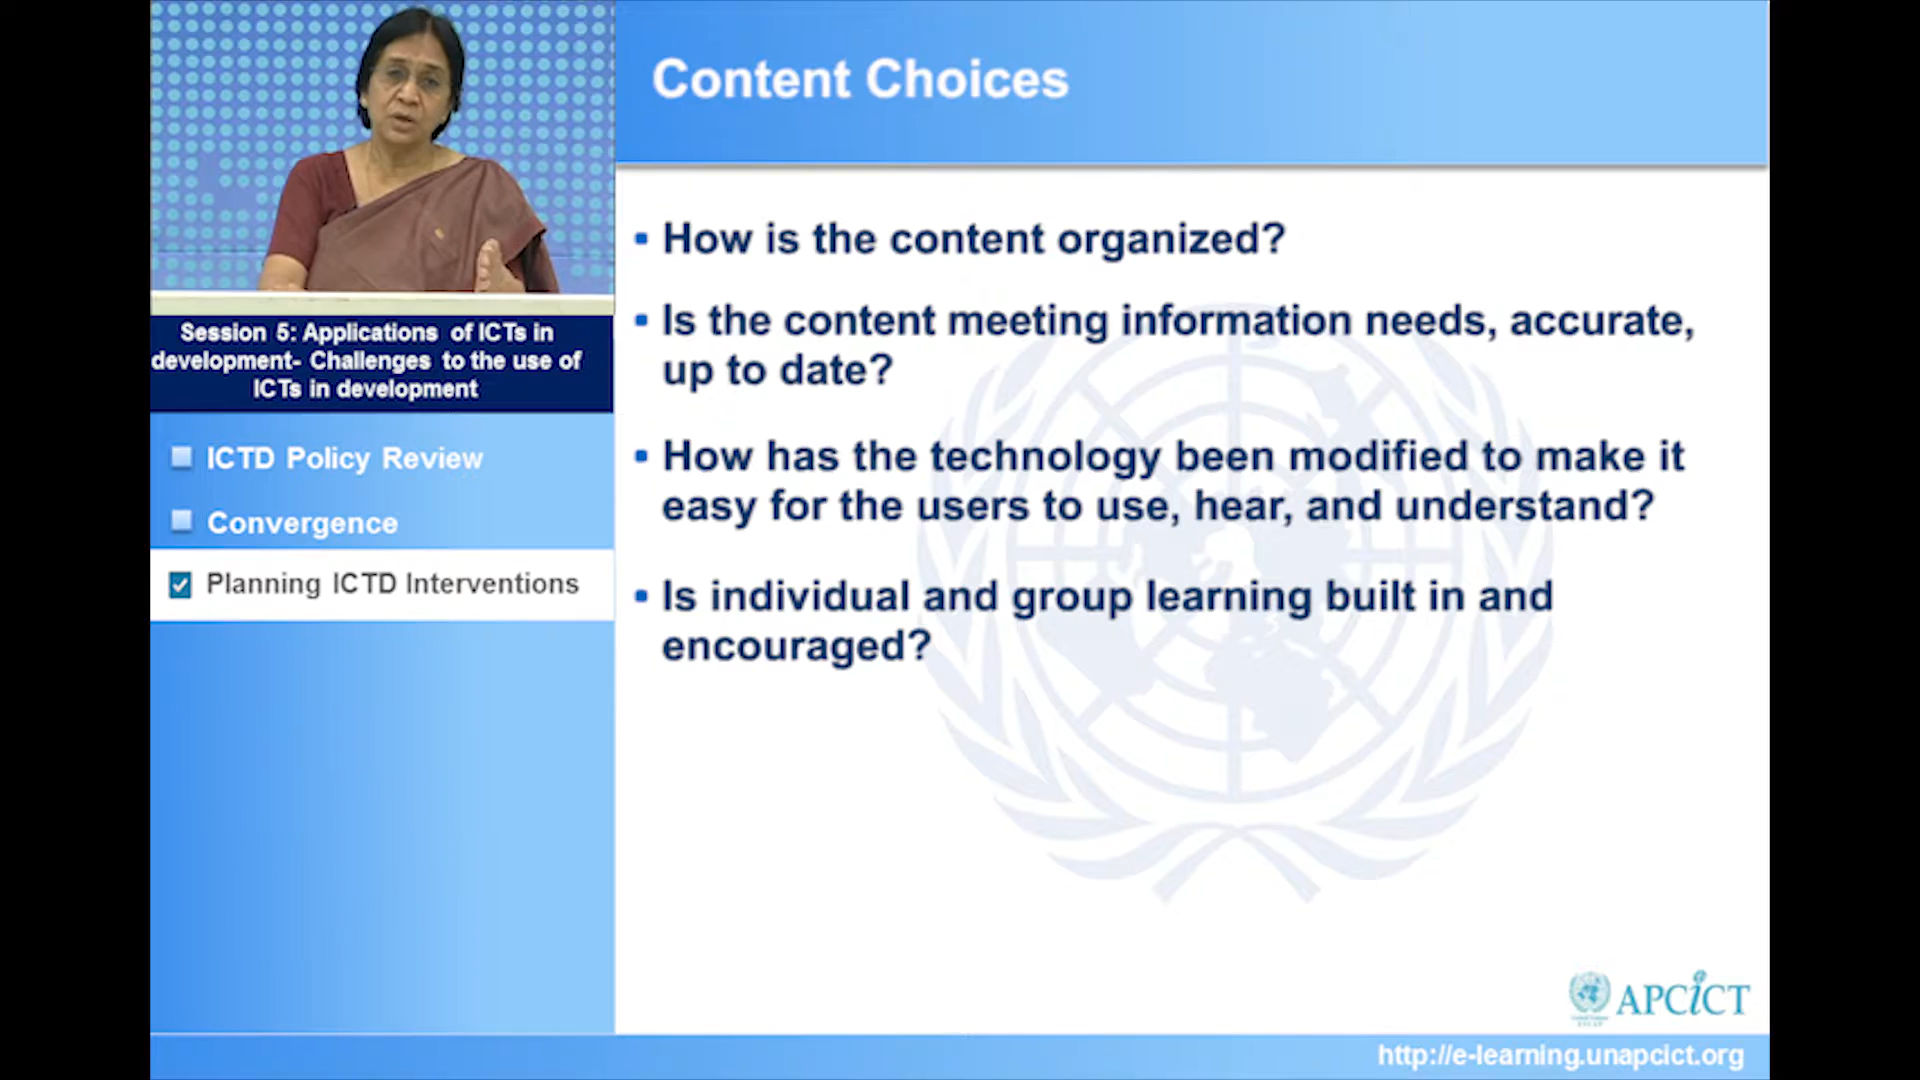 Content Choices
▪ How is the content organized?
▪ Is the content meeting information needs, accurate,
up to date?
▪ How has the technology been modified to make it
easy for the users to use, hear, and understand?
▪ Is individual and group learning built in and
encouraged?
Session 5: Applications of ICTs in
development- Challenges to the use of
ICTs in development
ICTD Policy Review
Convergence
Planning ICTD Interventions
APCiCT
http://e-learning.unapcict.org